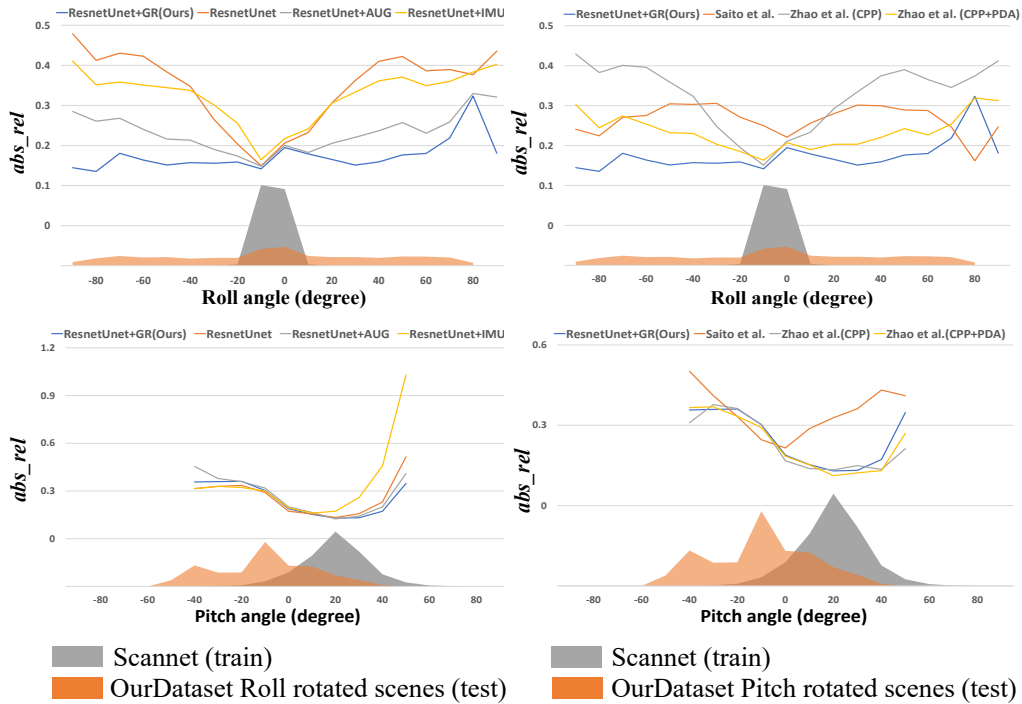 ResnetUnet+GR(Ours) ResnetUnet ResnetUnet+AUG ResnetUnet+IMU
0.5
0.4
0.3
0.2
0.1
0
abs_rel
-80 -60 -40 -20 0 20 40 60 80
Roll angle (degree)
ResnetUnet+GR(Ours) Saito et al. Zhao et al. (CPP) Zhao et al. (CPP+PDA)
0.5
0.4
0.3
0.2
0.1
0
abs_rel
-80 -60 -40 -20 0 20 40 60 80
Roll angle (degree)
ResnetUnet+GR(Ours) ResnetUnet ResnetUnet+AUG ResnetUnet+IMU
1.2
0.9
0.6
0.3
0
abs_rel
-80 -60 -40 -20 0 20 40 60 80
Pitch angle (degree)
ResnetUnet+GR(Ours) Saito et al. Zhao et al.(CPP) Zhao et al.(CPP+PDA)
0.6
0.3
0
abs_rel
-80 -60 -40 -20 0 20 40 60 80
Pitch angle (degree)
Scannet (train)
OurDataset Roll rotated scenes (test)
Scannet (train)
OurDataset Pitch rotated scenes (test)